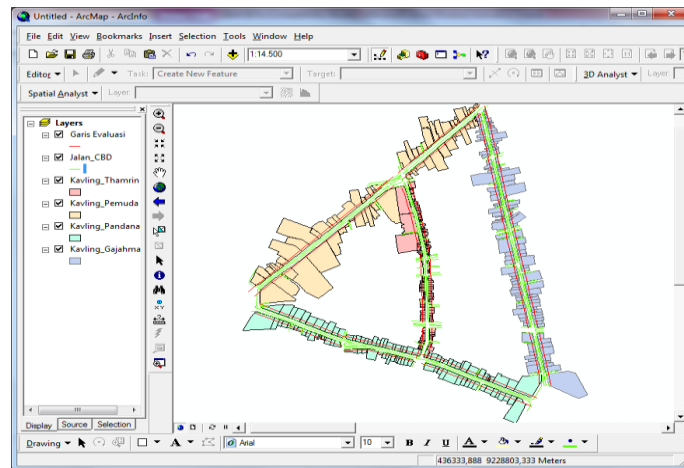 Untitled - ArcMap - ArcInfo
File Edit View Bookmarks Insert Selection Tools Window Help
1:14.500
Editor Task: Create New Feature Target: 3D Analyst Layer:
Spatial Analyst Layer:
Layers
Garis Evaluasi
Jalan_CBD
Kavling_Thamrin
Kavling_Pemuda
Kavling_Pandana
Kavling_Gajahma
Display Source Selection
Drawing A Arial 10 B I U A
436333,888 9228803,333 Meters